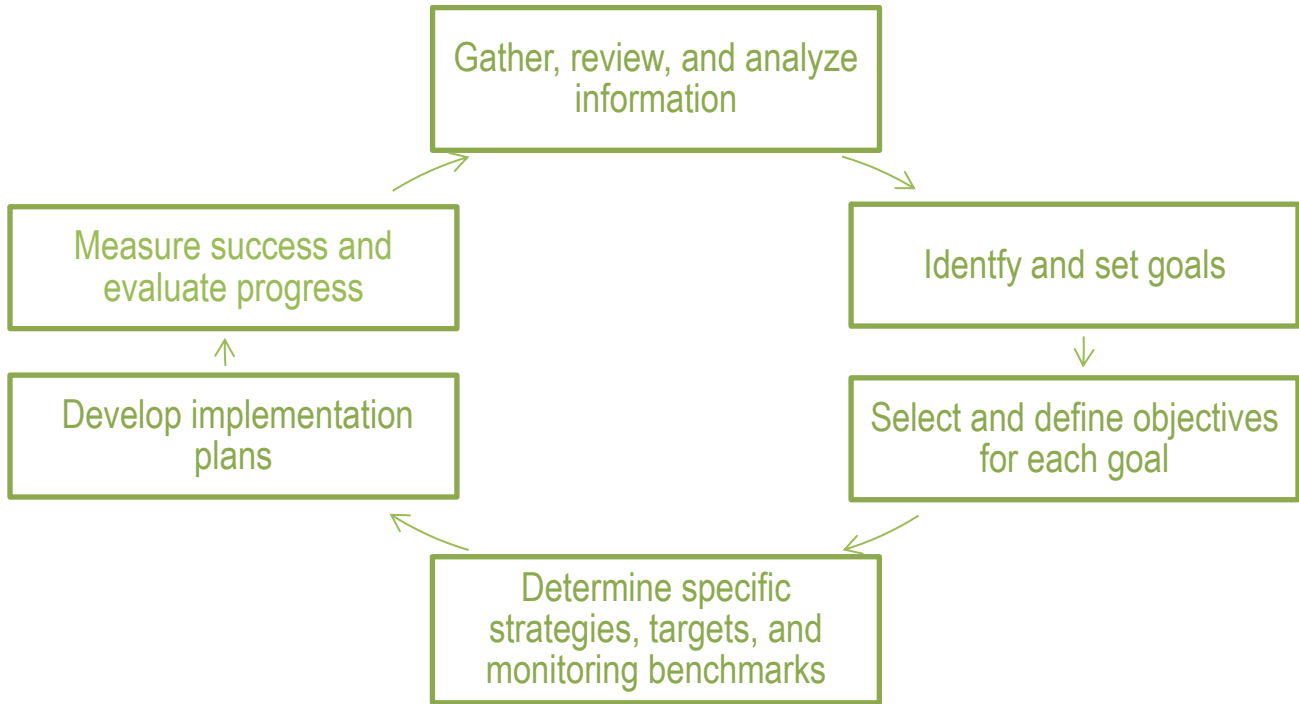 Gather, review, and analyze
information
Identfy and set goals
Select and define objectives
for each goal
Determine specific
strategies, targets, and
monitoring benchmarks
Develop implementation
plans
Measure success and
evaluate progress